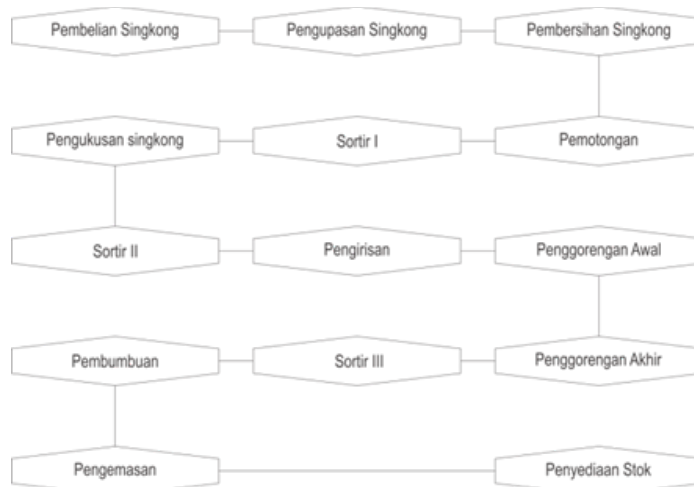 Pembelian Singkong
Pengupasan Singkong
Pembersihan Singkong
Pengukusan singkong
Sortir I
Pemotongan
Sortir II
Pengirisan
Penggorengan Awal
Pembumbuan
Sortir III
Penggorengan Akhir
Pengemasan
Penyediaan Stok